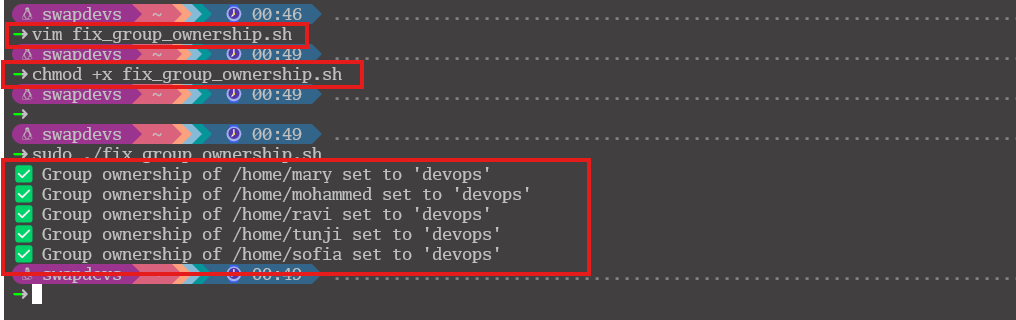 swapdevs ~ 00:46
➜vim fix_group_ownership.sh
swapdevs ~ 00:49
➜chmod +x fix_group_ownership.sh
swapdevs ~ 00:49
➜
swapdevs ~ 00:49
➜sudo ./fix_group_ownership.sh
✅ Group ownership of /home/mary set to 'devops'
✅ Group ownership of /home/mohammed set to 'devops'
✅ Group ownership of /home/ravi set to 'devops'
✅ Group ownership of /home/tunji set to 'devops'
✅ Group ownership of /home/sofia set to 'devops'
swapdevs ~ 00:49
➜